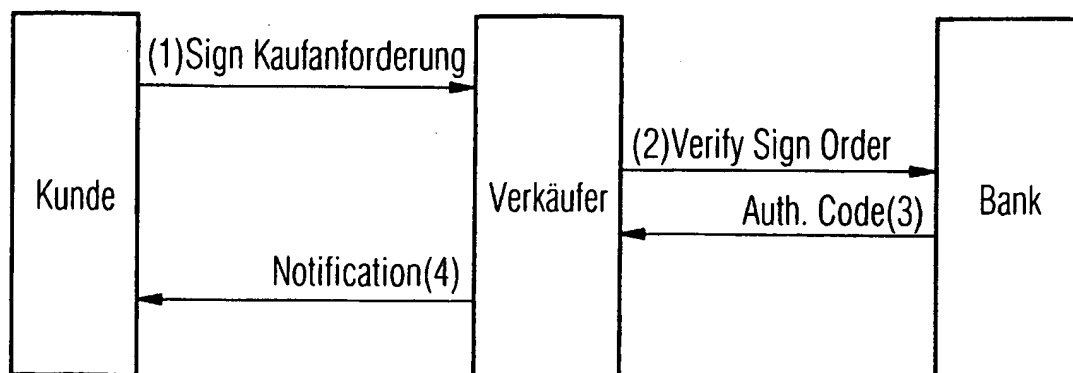 (1)Sign Kaufanforderung
(2)Verify Sign Order
Kunde
Verkäufer
Auth. Code(3)
Bank
Notification(4)